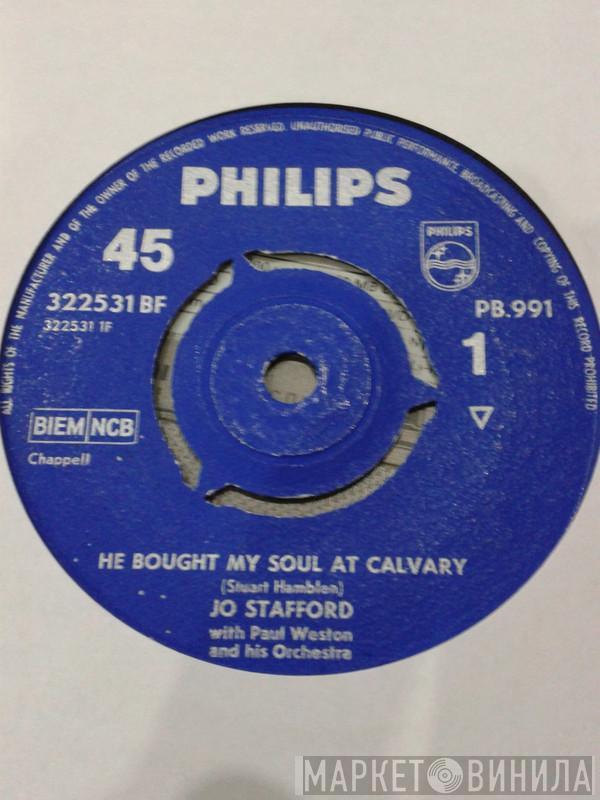 ALL RIGHTS OF THE MANUFACTURER AND OF THE OWNER OF THE RECORDED WORK RESERVED. UNAUTHORISED PUBLIC PERFORMANCE, BROADCASTING AND COPYING OF THIS RECORD PROHIBITED
PHILIPS
45
PHILIPS
322531 BF
322531 1F
PB.991
1
BIEM NCB
Chappell
HE BOUGHT MY SOUL AT CALVARY
(Stuart Hamblen)
JO STAFFORD
with Paul Weston
and his Orchestra
МАРКЕТ ВИНИЛА